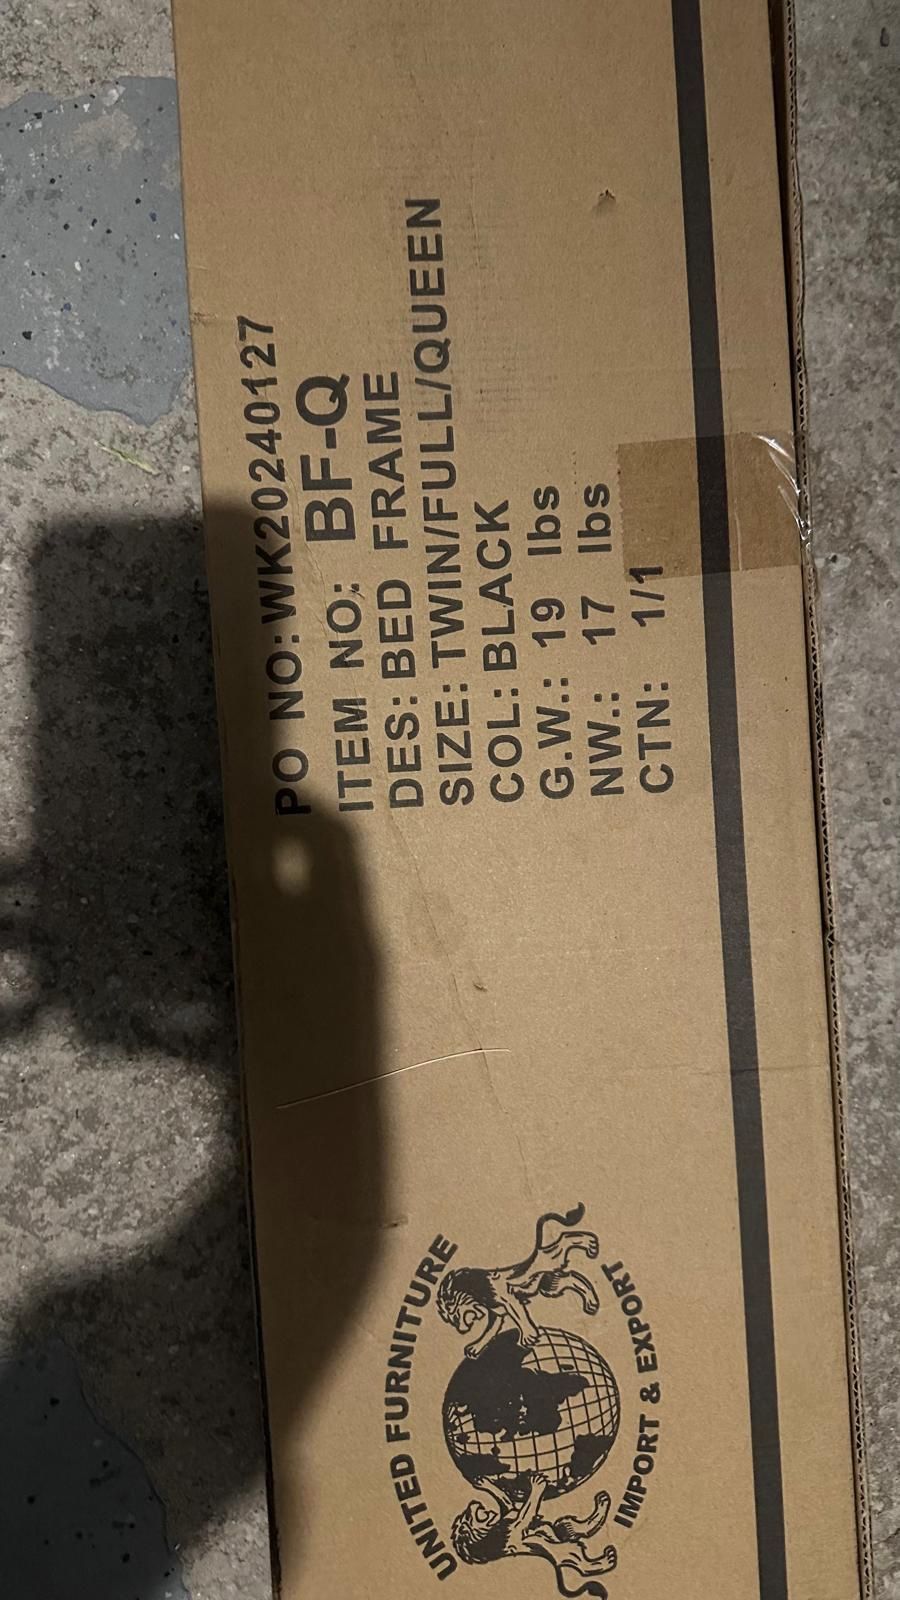 PO NO: WK20240127
ITEM NO: BF-Q
DES: BED FRAME
SIZE: TWIN/FULL/QUEEN
COL: BLACK
G.W.: 19 lbs
NW.: 17 lbs
CTN: 1/1
UNITED FURNITURE
IMPORT & EXPORT